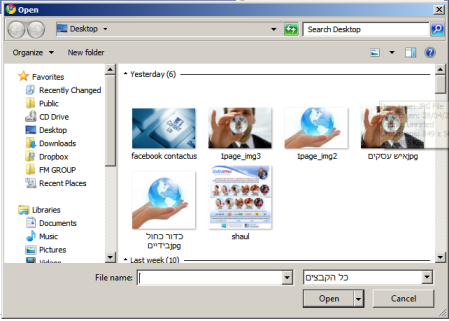 Open
Desktop
Search Desktop
Organize
New folder
Favorites
Recently Changed
Public
CD Drive
Desktop
Downloads
Dropbox
FM GROUP
Recent Places
Libraries
Documents
Music
Pictures
Videos
Yesterday (6)
facebook contactus
1page_img3
1page_img2
איש עסקים.jpg
כדור כחול
בידיים.jpg
shaul
Last week (10)
File name:
כל הקבצים
Open
Cancel